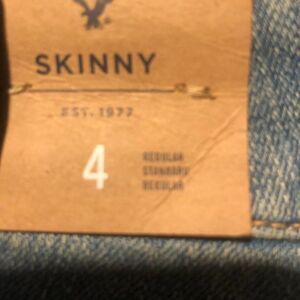 SKINNY
EST. 1977
4
REGULAR
STANDARD
REGULAR